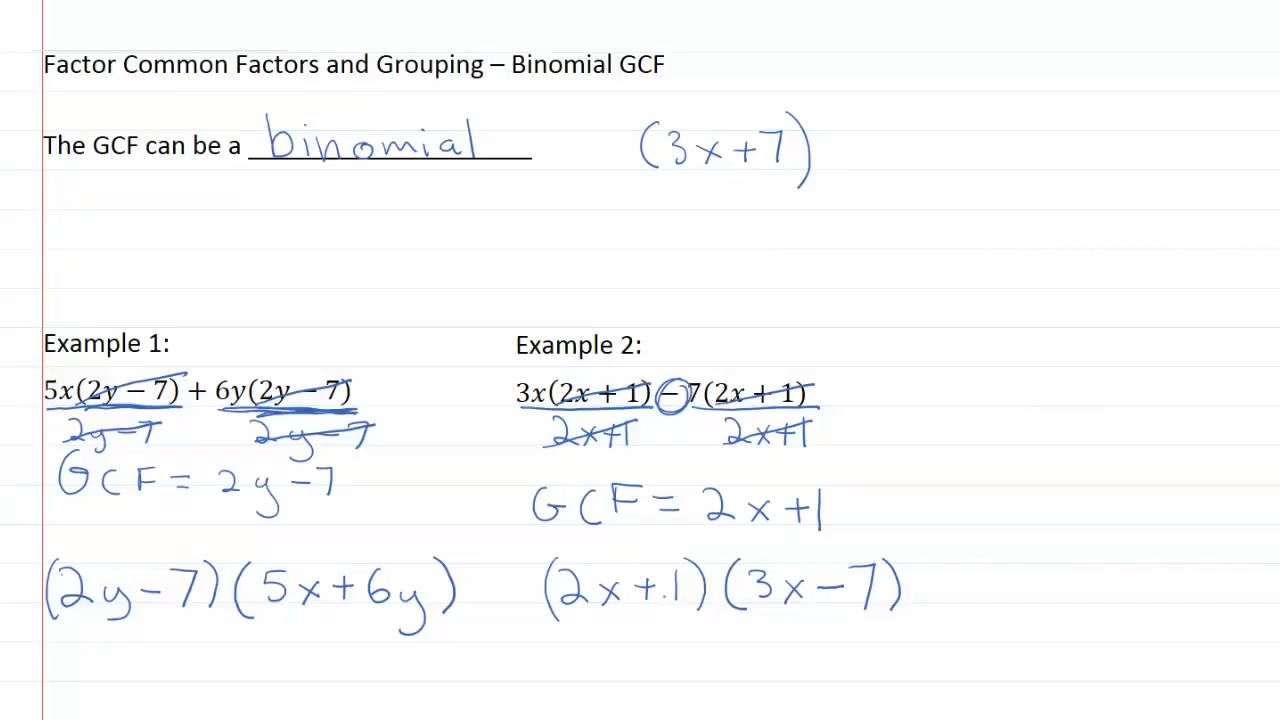 Factor Common Factors and Grouping – Binomial GCF
The GCF can be a binomial (3x+7)
Example 1: Example 2:
5x(2y − 7) + 6y(2y − 7) 3x(2x + 1) − 7(2x + 1)
2y−7 2y−7 2x+1 2x+1
GCF = 2y−7 GCF = 2x+1
(2y−7)(5x+6y) (2x+1)(3x−7)